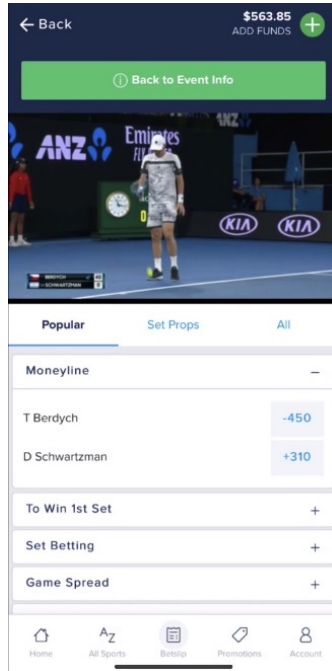 ← Back
$563.85
ADD FUNDS
Back to Event Info
ANZ
Emirates
ANZ
KIA
KIA
BERDYCH
SCHWARTZMAN
Popular
Set Props
All
Moneyline
T Berdych
-450
D Schwartzman
+310
To Win 1st Set
Set Betting
Game Spread
Home
All Sports
Betslip
Promotions
Account